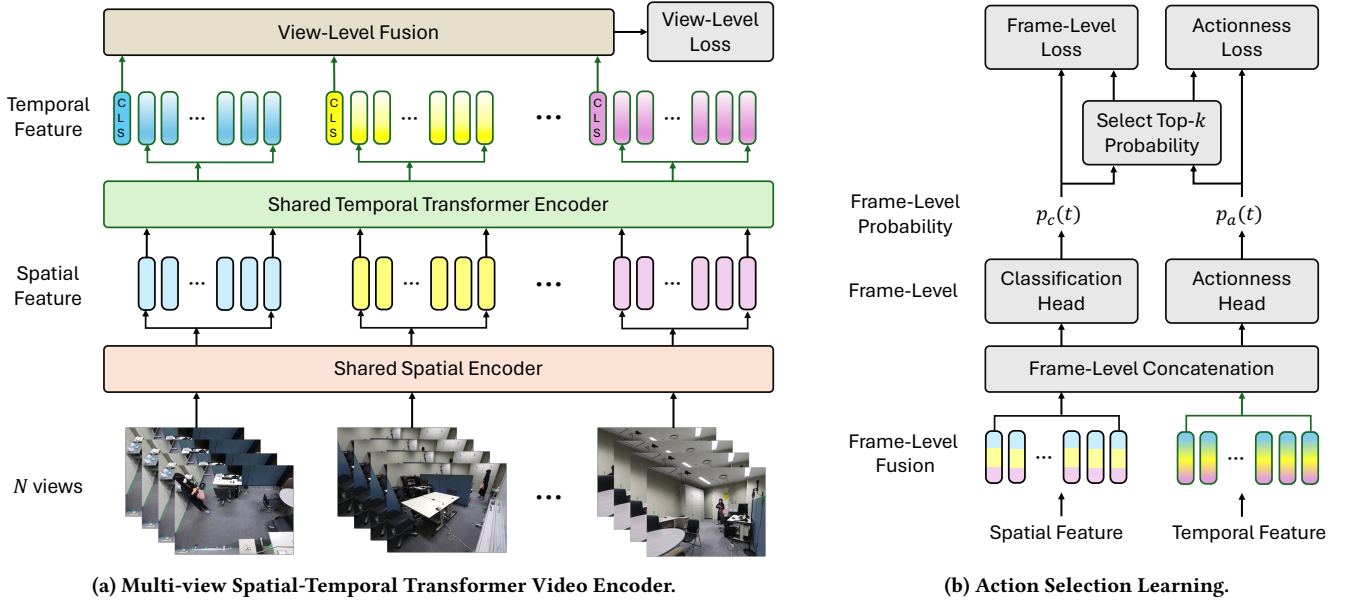 View-Level Fusion
View-Level
Loss
Temporal
Feature
C
L
S
...
C
L
S
...
...
C
L
S
...
Shared Temporal Transformer Encoder
Spatial
Feature
...
...
...
...
Shared Spatial Encoder
N views
...
(a) Multi-view Spatial-Temporal Transformer Video Encoder.
Frame-Level
Loss
Actionness
Loss
Select Top-k
Probability
Frame-Level
Probability
p_c(t)
p_a(t)
Frame-Level
Classification
Head
Actionness
Head
Frame-Level Concatenation
Frame-Level
Fusion
...
...
Spatial Feature
Temporal Feature
(b) Action Selection Learning.